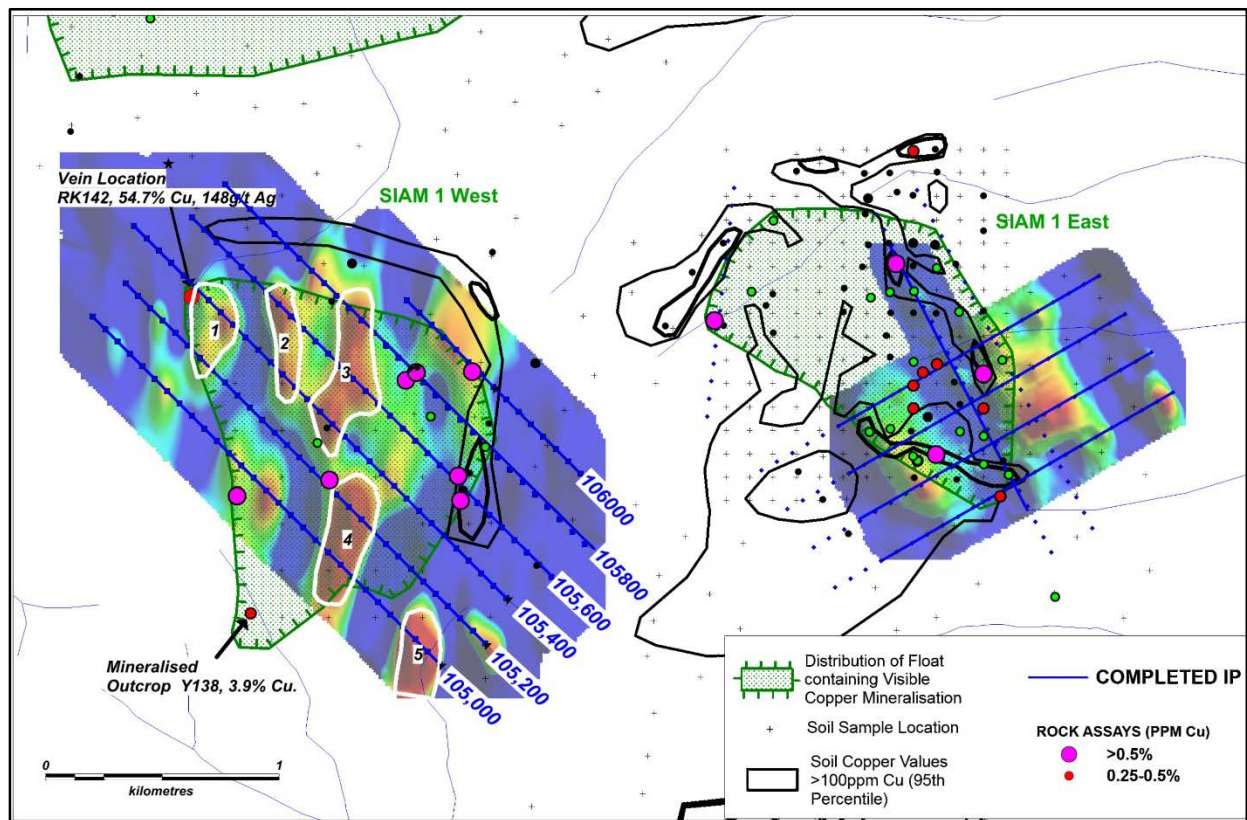 Vein Location
RK142, 54.7% Cu, 148g/t Ag
SIAM 1 West
SIAM 1 East
1
2
3
4
5
106000
105800
105,600
105,400
105,200
105,000
Mineralised
Outcrop Y138, 3.9% Cu.
0
1
kilometres
Distribution of Float
containing Visible
Copper Mineralisation
Soil Sample Location
Soil Copper Values
>100ppm Cu (95th
Percentile)
COMPLETED IP
ROCK ASSAYS (PPM Cu)
>0.5%
0.25-0.5%